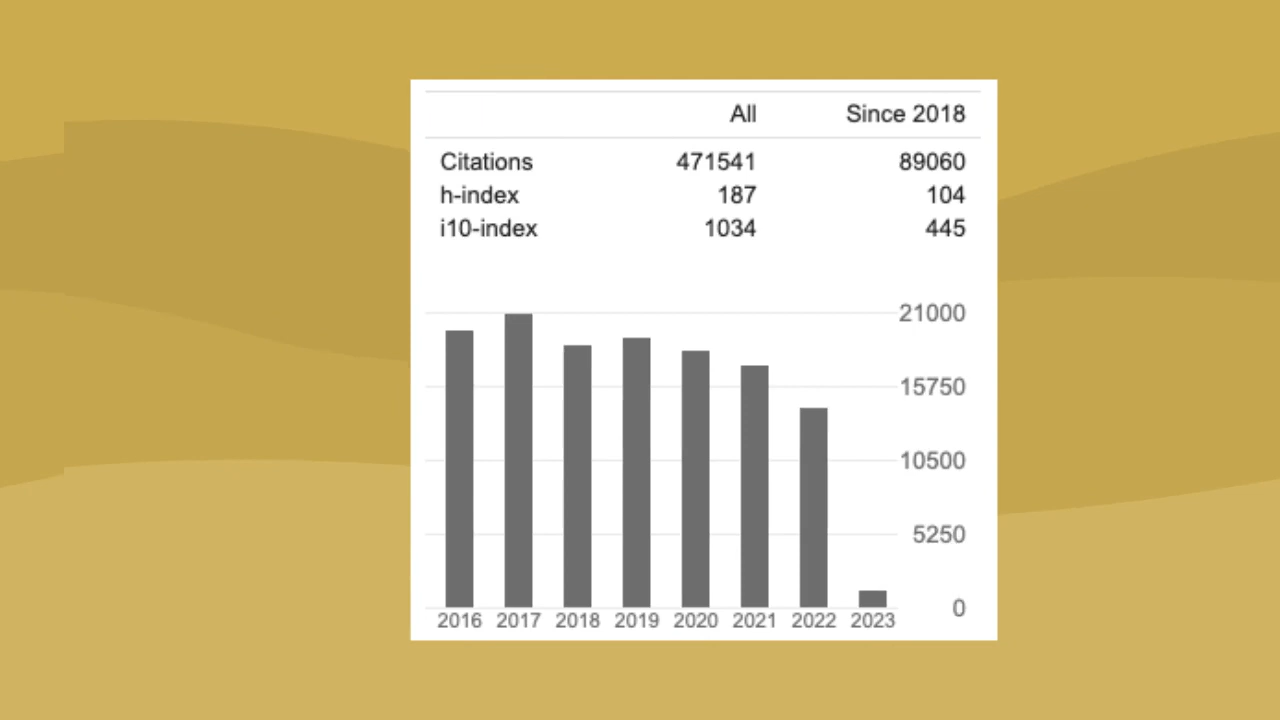 All Since 2018
Citations 471541 89060
h-index 187 104
i10-index 1034 445
21000
15750
10500
5250
0
2016 2017 2018 2019 2020 2021 2022 2023